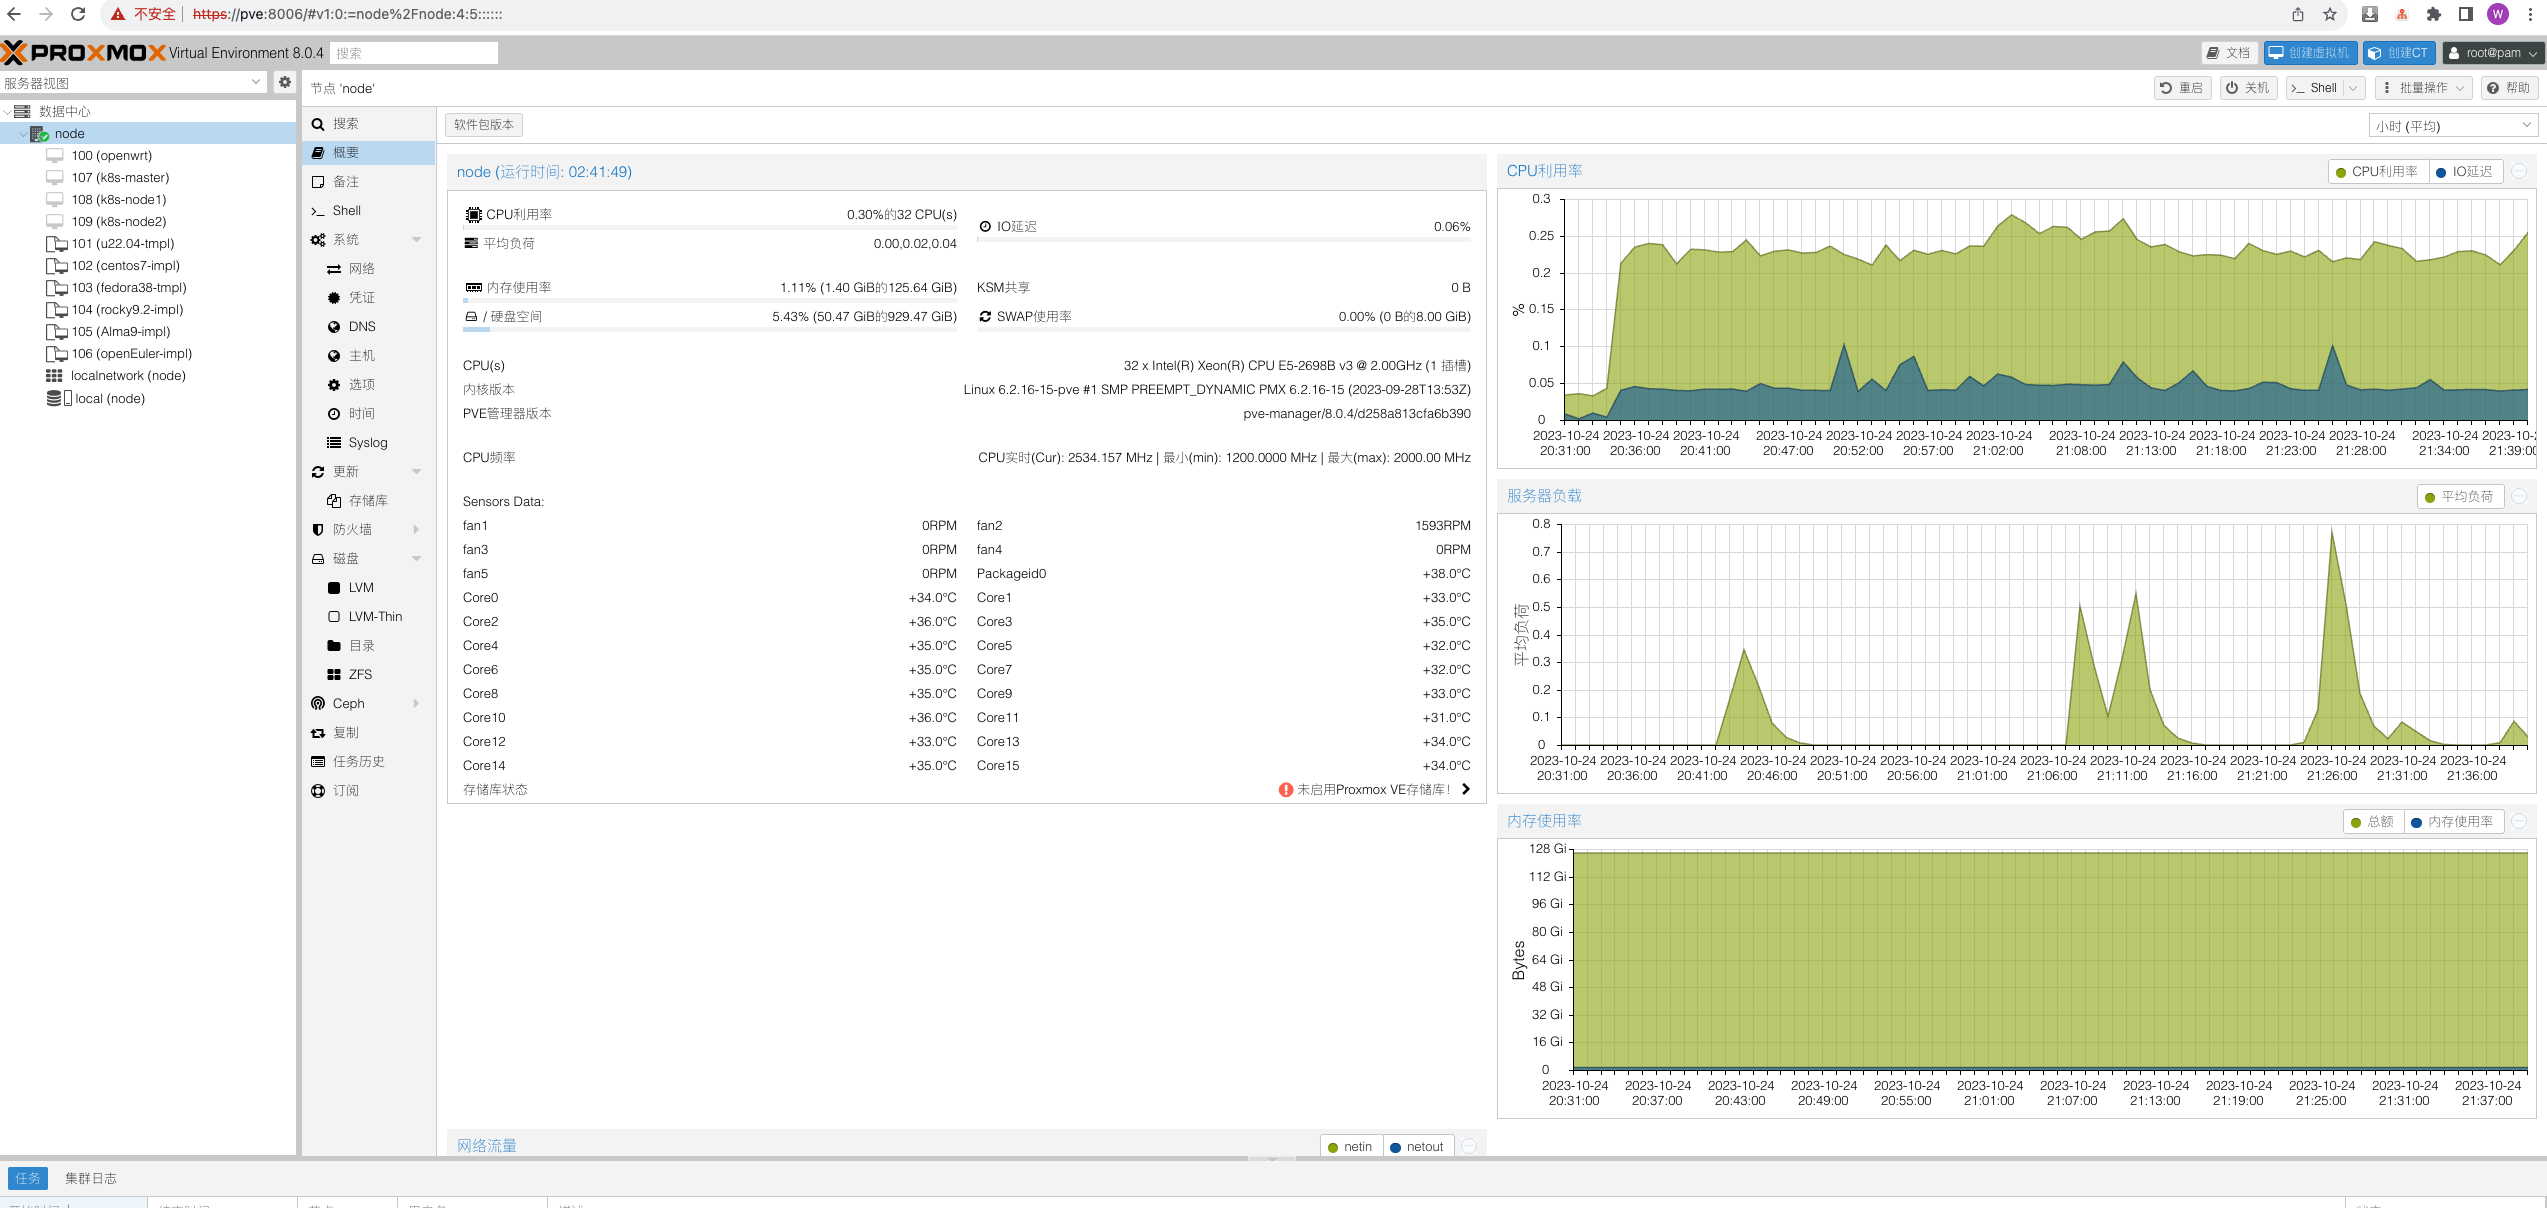 不安全 | https://pve:8006/#v1:0:=node%2Fnode:4:5::::::
W
PROXMOX Virtual Environment 8.0.4 搜索
文档 创建虚拟机 创建CT root@pam
服务器视图
节点 'node'
重启 关机 Shell 批量操作 帮助
数据中心
node
100 (openwrt)
107 (k8s-master)
108 (k8s-node1)
109 (k8s-node2)
101 (u22.04-tmpl)
102 (centos7-impl)
103 (fedora38-tmpl)
104 (rocky9.2-impl)
105 (Alma9-impl)
106 (openEuler-impl)
localnetwork (node)
local (node)
搜索
概要
备注
Shell
系统
网络
凭证
DNS
主机
选项
时间
Syslog
更新
存储库
防火墙
磁盘
LVM
LVM-Thin
目录
ZFS
Ceph
复制
任务历史
订阅
软件包版本
小时 (平均)
node (运行时间: 02:41:49)
CPU利用率 0.30%的32 CPU(s)
IO延迟 0.06%
平均负荷 0.00,0.02,0.04
内存使用率 1.11% (1.40 GiB的125.64 GiB)
KSM共享 0 B
/ 硬盘空间 5.43% (50.47 GiB的929.47 GiB)
SWAP使用率 0.00% (0 B的8.00 GiB)
CPU(s) 32 x Intel(R) Xeon(R) CPU E5-2698B v3 @ 2.00GHz (1 插槽)
内核版本 Linux 6.2.16-15-pve #1 SMP PREEMPT_DYNAMIC PMX 6.2.16-15 (2023-09-28T13:53Z)
PVE管理器版本 pve-manager/8.0.4/d258a813cfa6b390
CPU频率 CPU实时(Cur): 2534.157 MHz | 最小(min): 1200.0000 MHz | 最大(max): 2000.00 MHz
Sensors Data:
fan1 0RPM fan2 1593RPM
fan3 0RPM fan4 0RPM
fan5 0RPM Packageid0 +38.0°C
Core0 +34.0°C Core1 +33.0°C
Core2 +36.0°C Core3 +35.0°C
Core4 +35.0°C Core5 +32.0°C
Core6 +35.0°C Core7 +32.0°C
Core8 +35.0°C Core9 +33.0°C
Core10 +36.0°C Core11 +31.0°C
Core12 +33.0°C Core13 +34.0°C
Core14 +35.0°C Core15 +34.0°C
存储库状态 未启用Proxmox VE存储库!
网络流量 netin netout
CPU利用率 CPU利用率 IO延迟
0.3
0.25
0.2
0.15
0.1
0.05
0
%
2023-10-24 2023-10-24 2023-10-24 2023-10-24 2023-10-24 2023-10-24 2023-10-24 2023-10-24 2023-10-24 2023-10-24 2023-10-24 2023-10-24 2023-10-24 2023-10-2
20:31:00 20:36:00 20:41:00 20:47:00 20:52:00 20:57:00 21:02:00 21:08:00 21:13:00 21:18:00 21:23:00 21:28:00 21:34:00 21:39:00
服务器负载 平均负荷
0.8
0.7
0.6
0.5
0.4
0.3
0.2
0.1
0
平均负荷
2023-10-24 2023-10-24 2023-10-24 2023-10-24 2023-10-24 2023-10-24 2023-10-24 2023-10-24 2023-10-24 2023-10-24 2023-10-24 2023-10-24 2023-10-24 2023-10-24
20:31:00 20:36:00 20:41:00 20:46:00 20:51:00 20:56:00 21:01:00 21:06:00 21:11:00 21:16:00 21:21:00 21:26:00 21:31:00 21:36:00
内存使用率 总额 内存使用率
128 Gi
112 Gi
96 Gi
80 Gi
64 Gi
48 Gi
32 Gi
16 Gi
0
Bytes
2023-10-24 2023-10-24 2023-10-24 2023-10-24 2023-10-24 2023-10-24 2023-10-24 2023-10-24 2023-10-24 2023-10-24 2023-10-24 2023-10-24
20:31:00 20:37:00 20:43:00 20:49:00 20:55:00 21:01:00 21:07:00 21:13:00 21:19:00 21:25:00 21:31:00 21:37:00
任务 集群日志